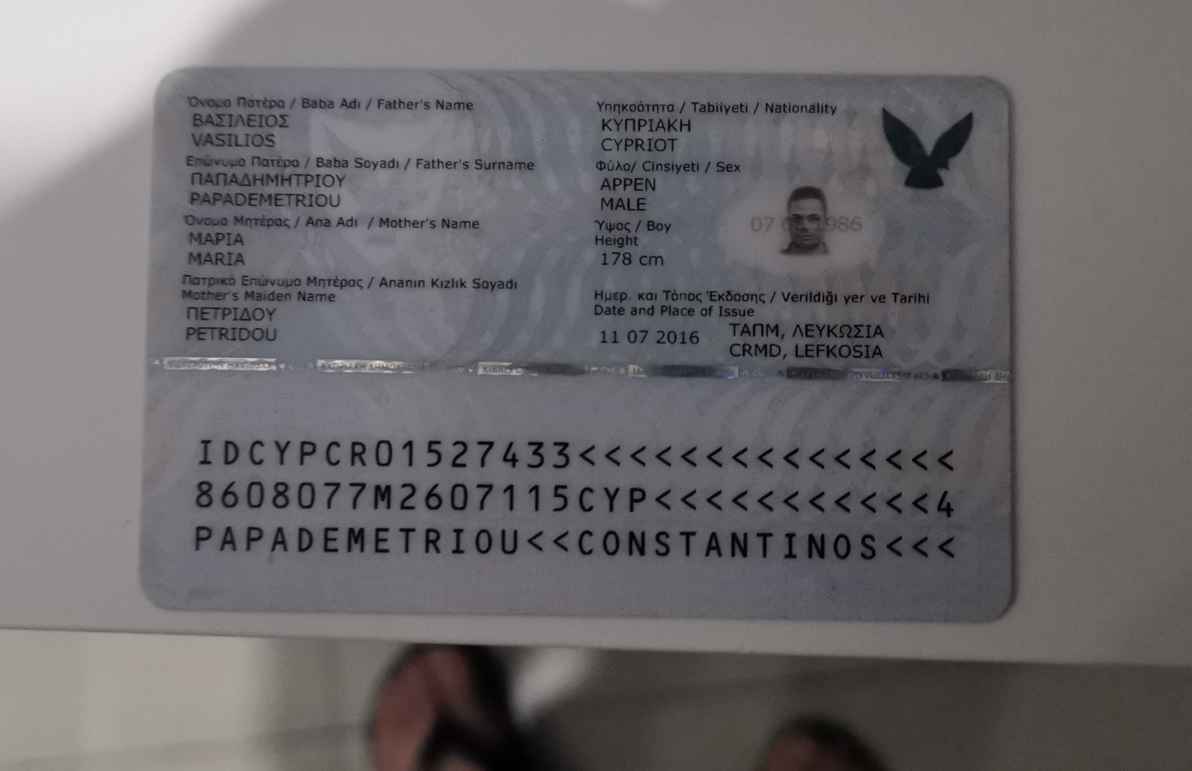 Όνομα Πατέρα / Baba Adı / Father's Name
ΒΑΣΙΛΕΙΟΣ
VASILIOS
Επώνυμο Πατέρα / Baba Soyadı / Father's Surname
ΠΑΠΑΔΗΜΗΤΡΙΟΥ
PAPADEMETRIOU
Όνομα Μητέρας / Ana Adı / Mother's Name
ΜΑΡΙΑ
MARIA
Πατρικό Επώνυμο Μητέρας / Ananın Kızlık Soyadı
Mother's Maiden Name
ΠΕΤΡΙΔΟΥ
PETRIDOU
Υπηκοότητα / Tabiiyeti / Nationality
ΚΥΠΡΙΑΚΗ
CYPRIOT
Φύλο/ Cinsiyeti / Sex
ΑΡΡΕΝ
MALE
Ύψος / Boy
Height
178 cm
07 1986
Ημερ. και Τόπος Έκδοσης / Verildiği yer ve Tarihi
Date and Place of Issue
11 07 2016 ΤΑΠΜ, ΛΕΥΚΩΣΙΑ
CRMD, LEFKOSIA
IDCYPCR01527433<<<<<<<<<<<<<<<
8608077M2607115CYP<<<<<<<<<<<4
PAPADEMETRIOU<<CONSTANTINOS<<<